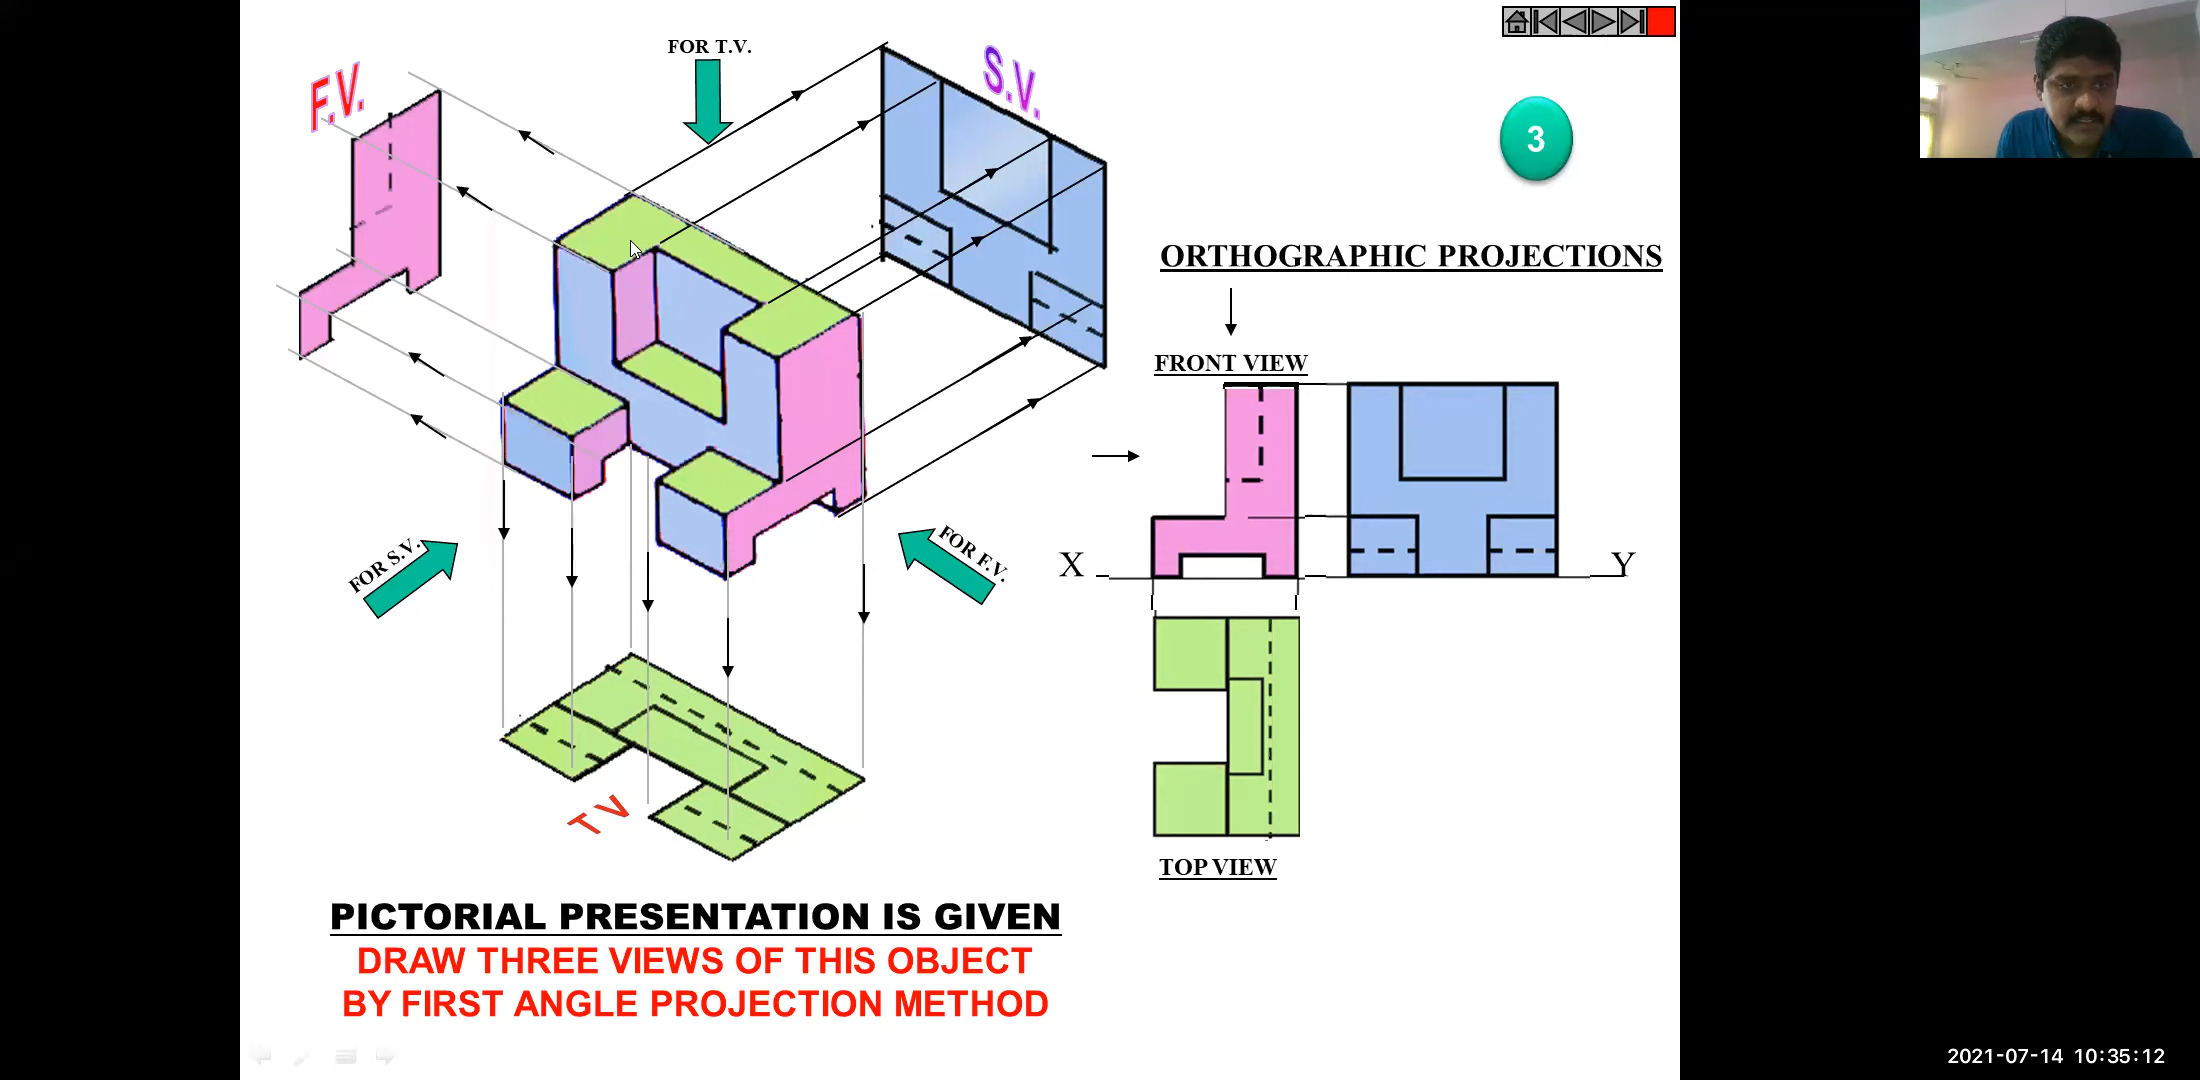 FOR T.V.
F.V.
S.V.
3
ORTHOGRAPHIC PROJECTIONS
FRONT VIEW
FOR S.V.
FOR F.V.
X
Y
T V
TOP VIEW
PICTORIAL PRESENTATION IS GIVEN
DRAW THREE VIEWS OF THIS OBJECT
BY FIRST ANGLE PROJECTION METHOD
2021-07-14 10:35:12